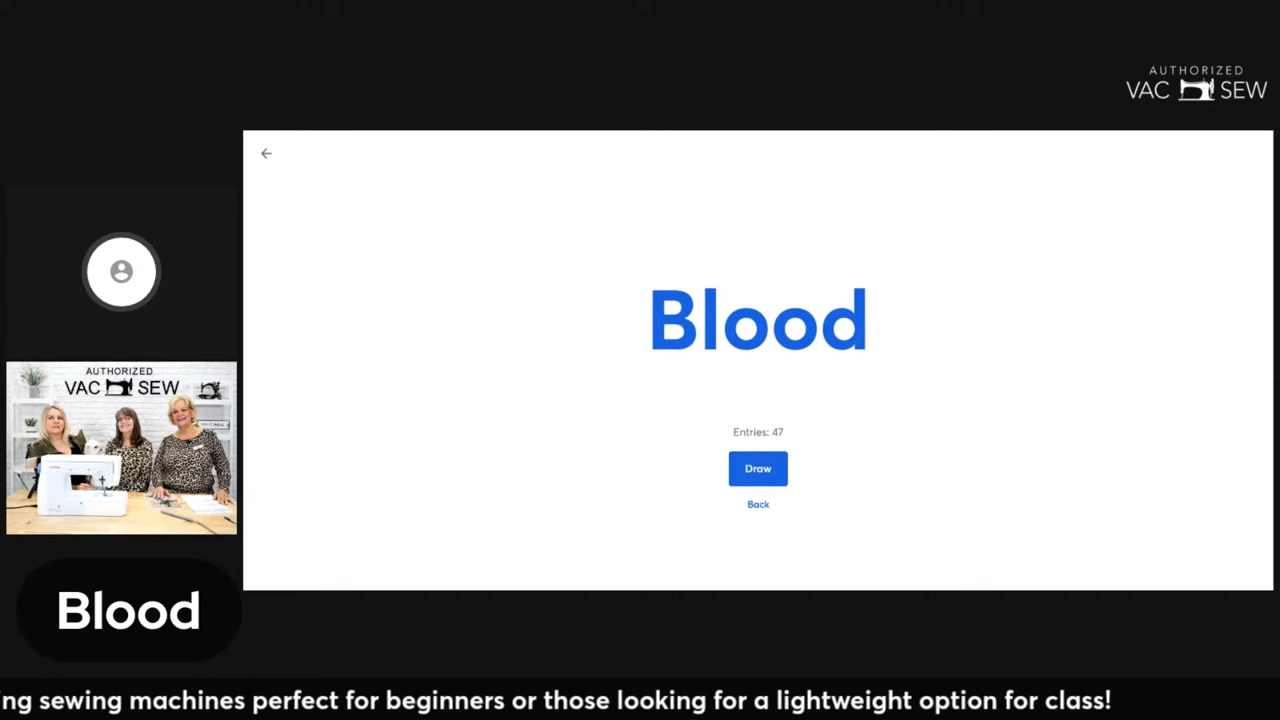 AUTHORIZED
VAC SEW
Blood
Entries: 47
Draw
Back
AUTHORIZED
VAC SEW
Blood
ng sewing machines perfect for beginners or those looking for a lightweight option for class!